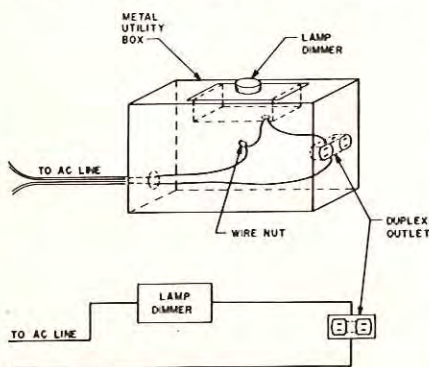 METAL
UTILITY
BOX
LAMP
DIMMER
TO AC LINE
WIRE NUT
DUPLEX
OUTLET
LAMP
DIMMER
TO AC LINE